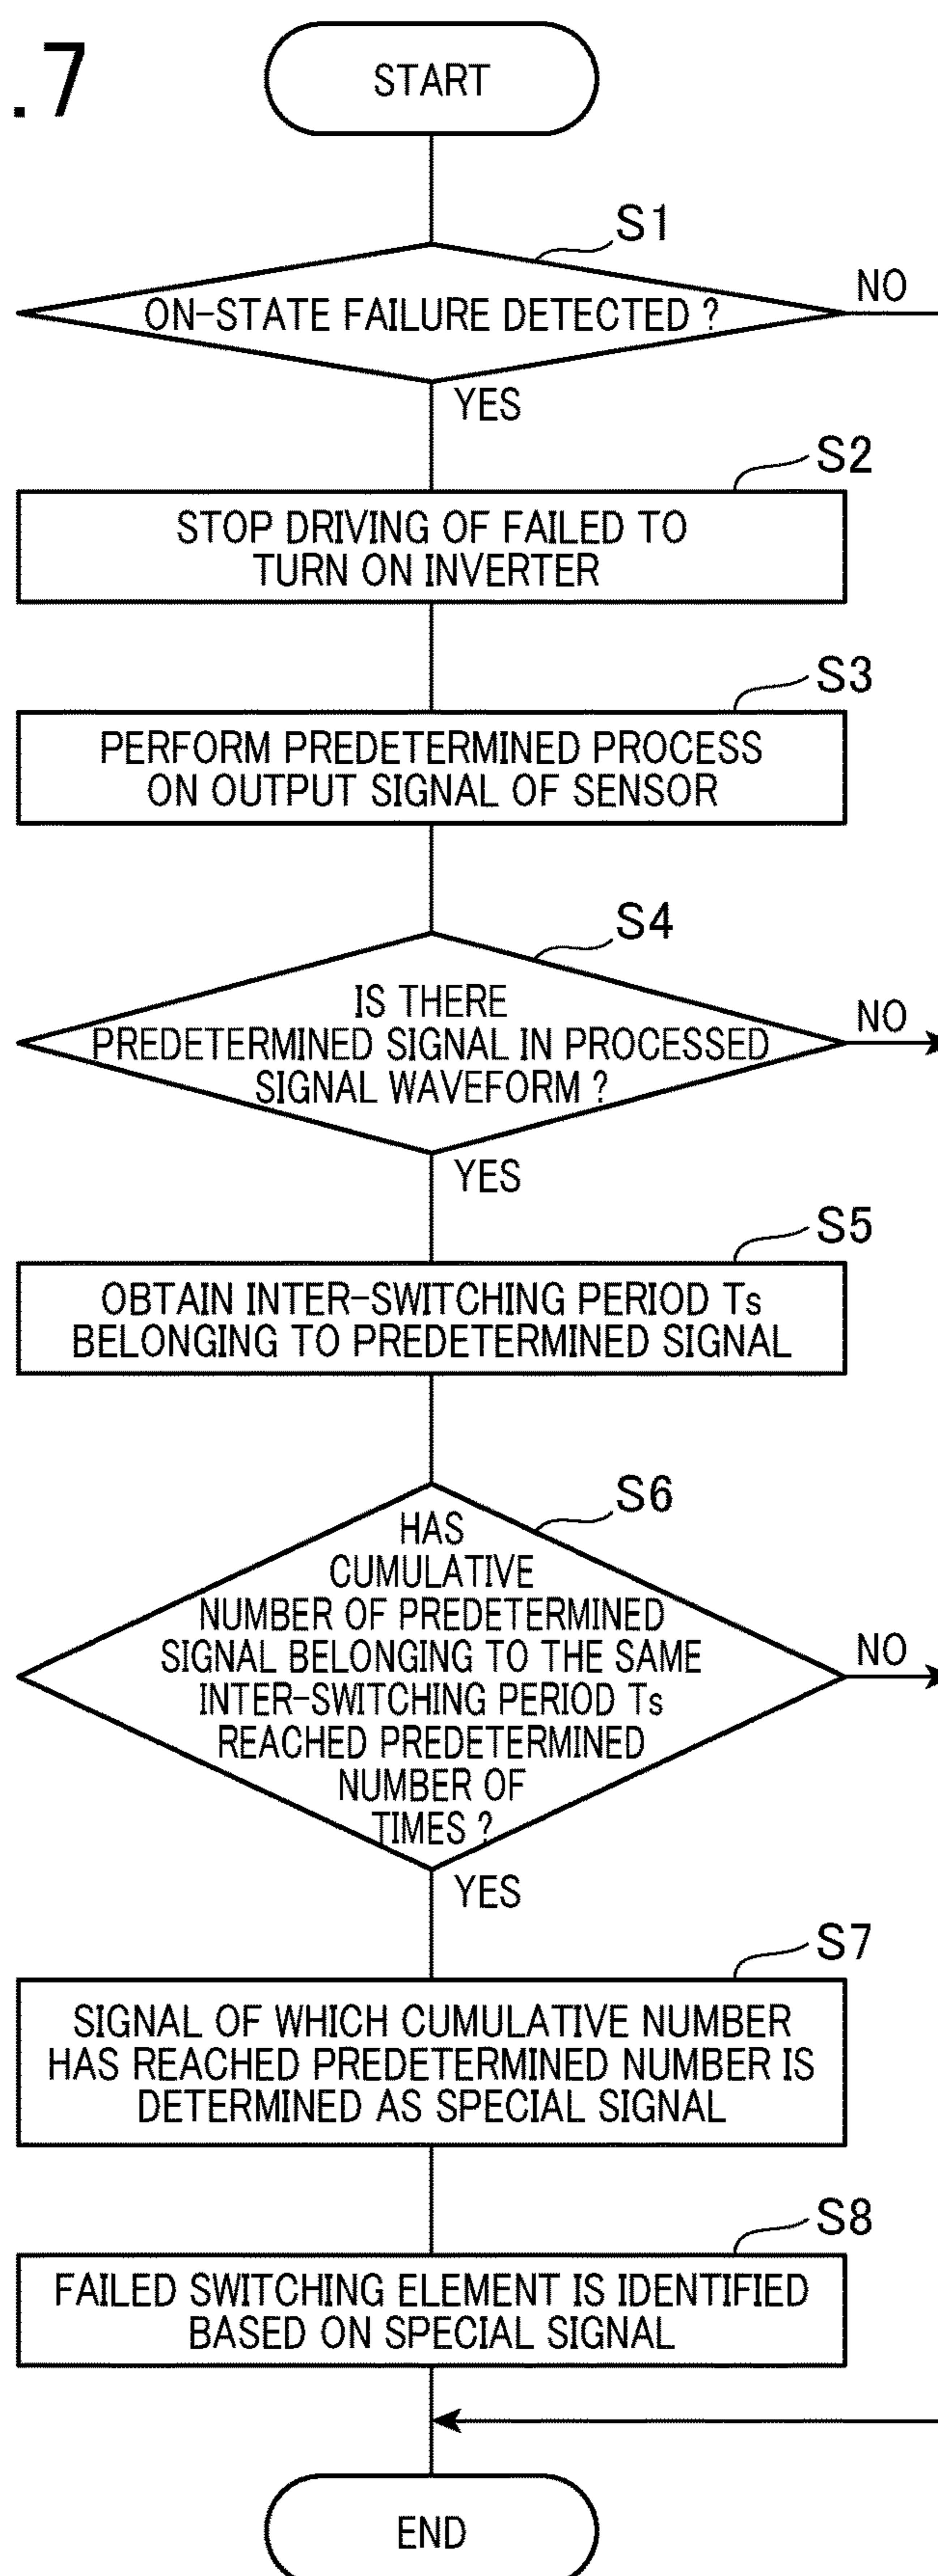 .7
START
S1
ON-STATE FAILURE DETECTED ?
NO
YES
S2
STOP DRIVING OF FAILED TO
TURN ON INVERTER
S3
PERFORM PREDETERMINED PROCESS
ON OUTPUT SIGNAL OF SENSOR
S4
IS THERE
PREDETERMINED SIGNAL IN PROCESSED
SIGNAL WAVEFORM ?
NO
YES
S5
OBTAIN INTER-SWITCHING PERIOD Ts
BELONGING TO PREDETERMINED SIGNAL
S6
HAS
CUMULATIVE
NUMBER OF PREDETERMINED
SIGNAL BELONGING TO THE SAME
INTER-SWITCHING PERIOD Ts
REACHED PREDETERMINED
NUMBER OF
TIMES ?
NO
YES
S7
SIGNAL OF WHICH CUMULATIVE NUMBER
HAS REACHED PREDETERMINED NUMBER IS
DETERMINED AS SPECIAL SIGNAL
S8
FAILED SWITCHING ELEMENT IS IDENTIFIED
BASED ON SPECIAL SIGNAL
END